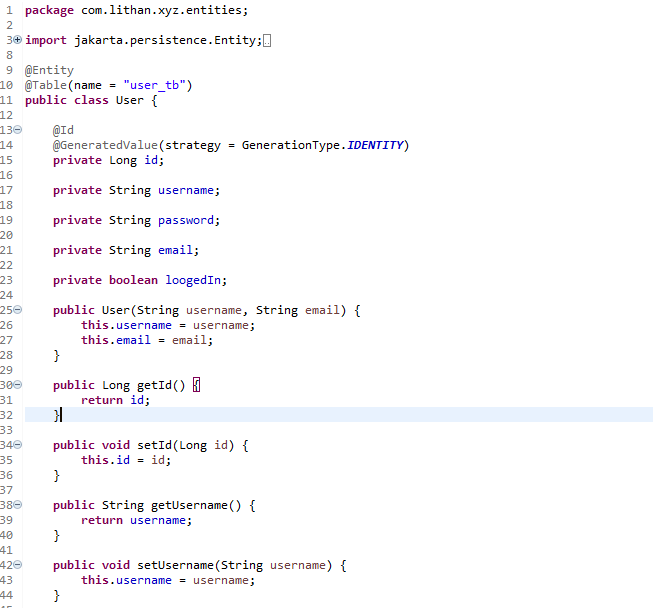 1 package com.lithan.xyz.entities;
2
3 import jakarta.persistence.Entity;
8
9 @Entity
10 @Table(name = "user_tb")
11 public class User {
12
13 @Id
14 @GeneratedValue(strategy = GenerationType.IDENTITY)
15 private Long id;
16
17 private String username;
18
19 private String password;
20
21 private String email;
22
23 private boolean loogedIn;
24
25 public User(String username, String email) {
26 this.username = username;
27 this.email = email;
28 }
29
30 public Long getId() {
31 return id;
32 }
33
34 public void setId(Long id) {
35 this.id = id;
36 }
37
38 public String getUsername() {
39 return username;
40 }
41
42 public void setUsername(String username) {
43 this.username = username;
44 }